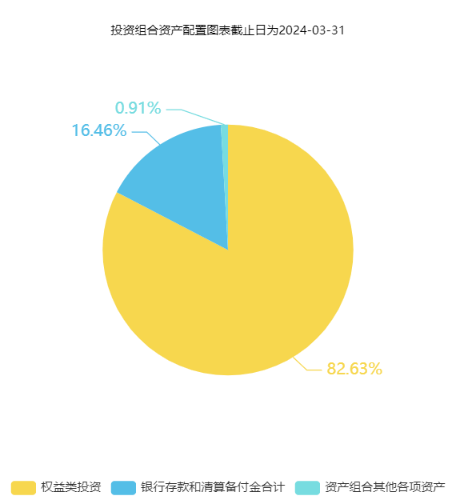 投资组合资产配置图表截止日为2024-03-31
0.91%
16.46%
82.63%
权益类投资 银行存款和清算备付金合计 资产组合其他各项资产